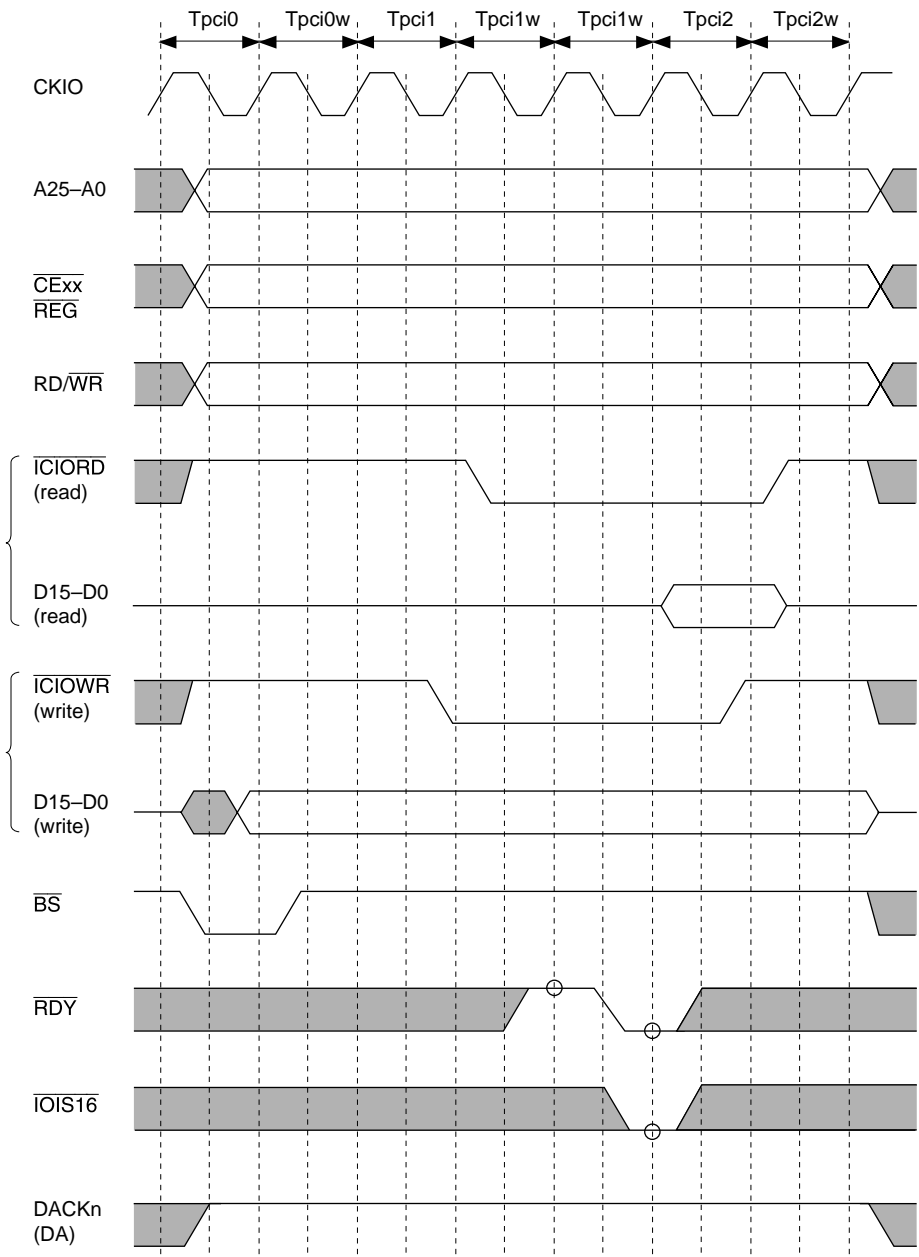 Tpci0 Tpci0w Tpci1 Tpci1w Tpci1w Tpci2 Tpci2w
CKIO
A25–A0
CExx
REG
RD/WR
ICIORD
(read)
D15–D0
(read)
ICIOWR
(write)
D15–D0
(write)
BS
RDY
IOIS16
DACKn
(DA)